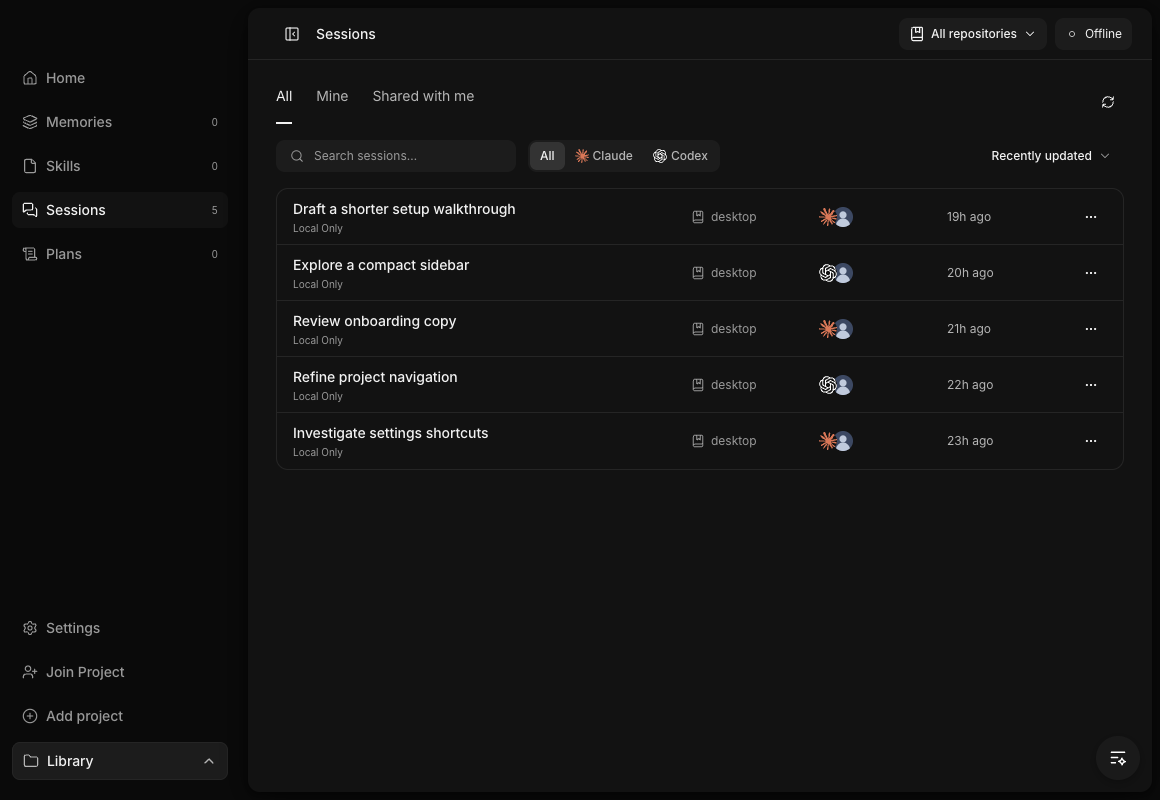 Sessions
All repositories
Offline
Home
Memories 0
Skills 0
Sessions 5
Plans 0
All Mine Shared with me
Search sessions...
All Claude Codex
Recently updated
Draft a shorter setup walkthrough
Local Only
desktop
19h ago
Explore a compact sidebar
Local Only
desktop
20h ago
Review onboarding copy
Local Only
desktop
21h ago
Refine project navigation
Local Only
desktop
22h ago
Investigate settings shortcuts
Local Only
desktop
23h ago
Settings
Join Project
Add project
Library